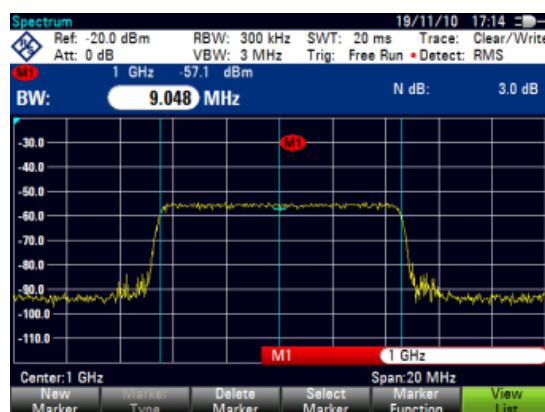 Spectrum 19/11/10 17:14
Ref: -20.0 dBm RBW: 300 kHz SWT: 20 ms Trace: Clear/Write
Att: 0 dB VBW: 3 MHz Trig: Free Run • Detect: RMS
M1 1 GHz -57.1 dBm
BW: 9.048 MHz N dB: 3.0 dB
M1
-30.0
-40.0
-50.0
-60.0
-70.0
-80.0
-90.0
-100.0
-110.0
M1 1 GHz
Center:1 GHz Span:20 MHz
New Marker Delete Select Marker View
Marker Type Marker Marker Function List